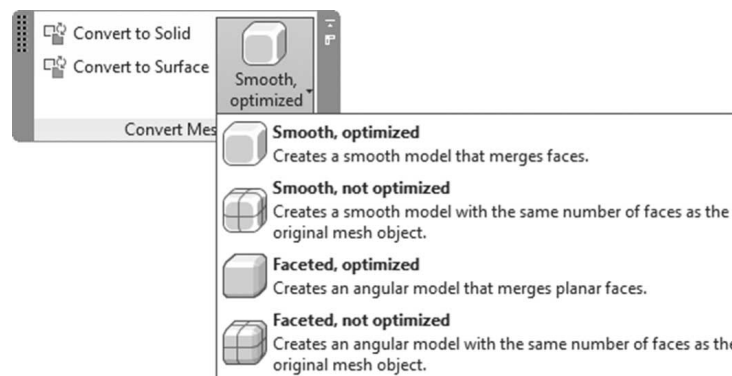 Convert to Solid
Convert to Surface
Smooth,
optimized
Convert Mes
Smooth, optimized
Creates a smooth model that merges faces.
Smooth, not optimized
Creates a smooth model with the same number of faces as the
original mesh object.
Faceted, optimized
Creates an angular model that merges planar faces.
Faceted, not optimized
Creates an angular model with the same number of faces as the
original mesh object.